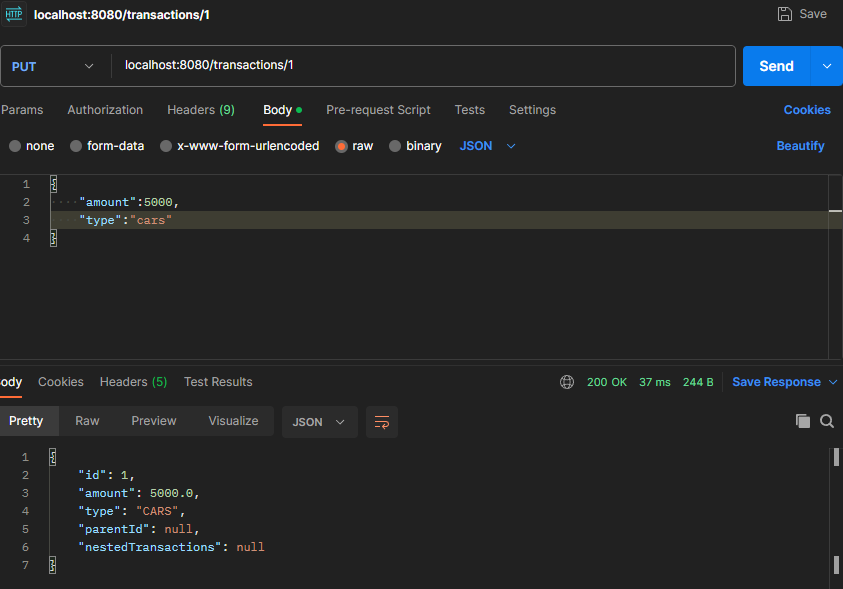 HTTP localhost:8080/transactions/1 Save
PUT localhost:8080/transactions/1 Send
Params Authorization Headers (9) Body Pre-request Script Tests Settings Cookies
none form-data x-www-form-urlencoded raw binary JSON Beautify
1 {
2 "amount":5000,
3 "type":"cars"
4 }
ody Cookies Headers (5) Test Results 200 OK 37 ms 244 B Save Response
Pretty Raw Preview Visualize JSON
1 {
2 "id": 1,
3 "amount": 5000.0,
4 "type": "CARS",
5 "parentId": null,
6 "nestedTransactions": null
7 }